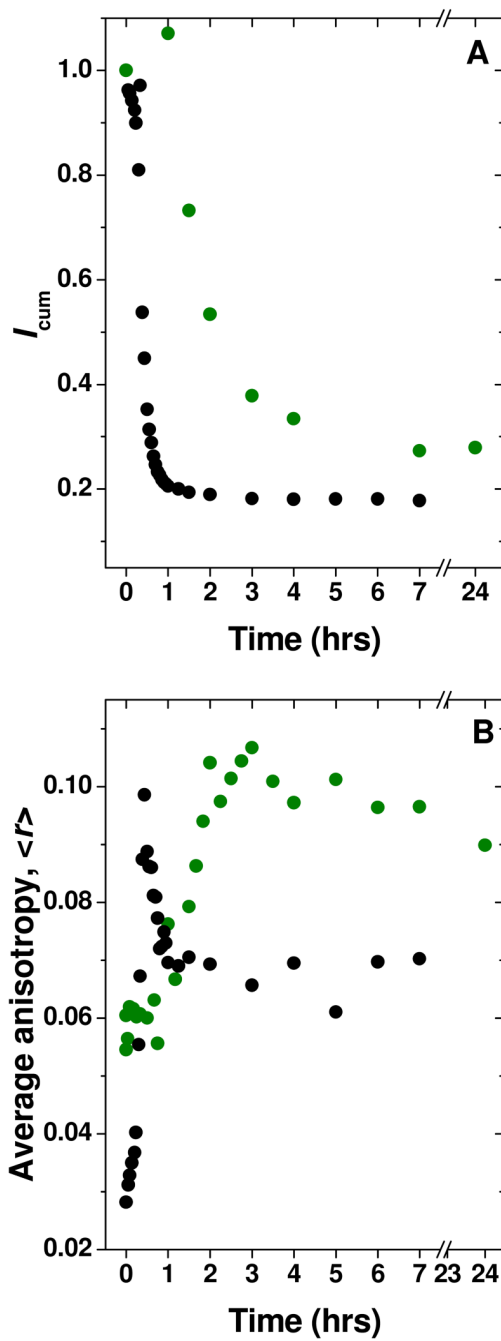 A
1.0
0.8
0.6
0.4
0.2
I cum
0 1 2 3 4 5 6 7 24
Time (hrs)
B
0.10
0.08
0.06
0.04
0.02
Average anisotropy, <r>
0 1 2 3 4 5 6 7 23 24
Time (hrs)